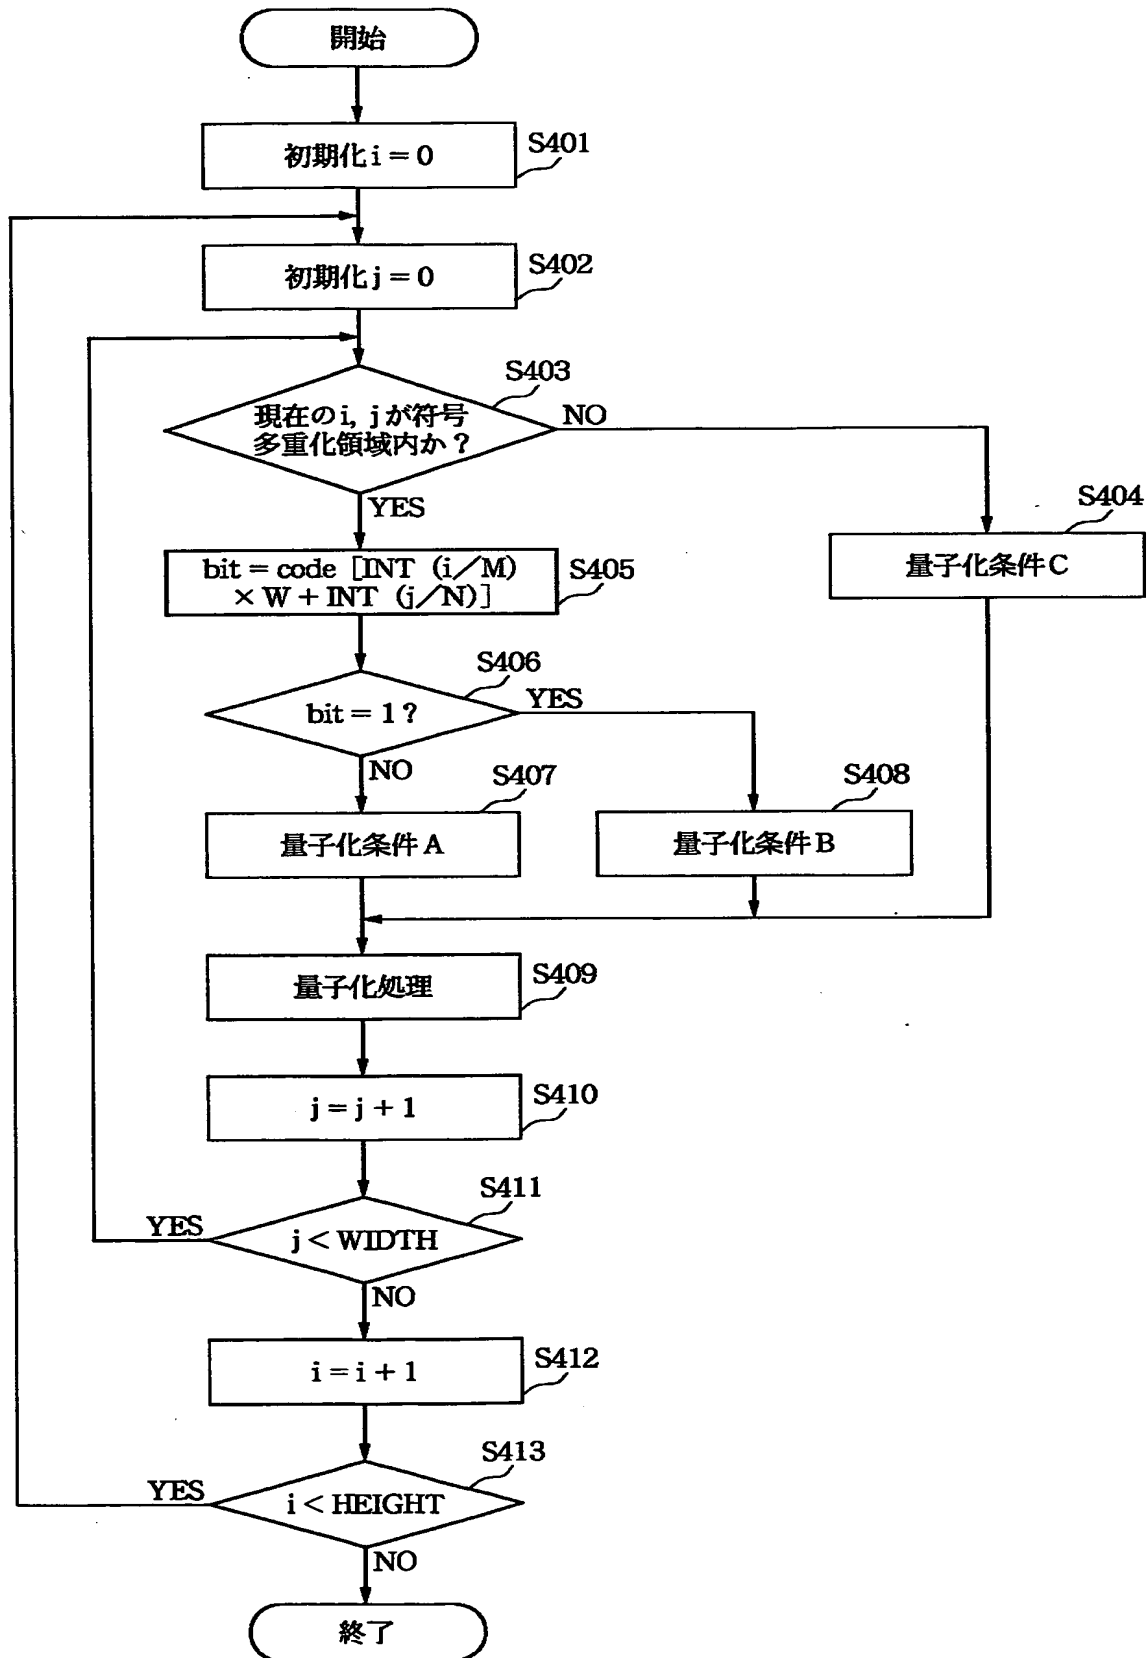 開始
初期化 i = 0
S401
初期化 j = 0
S402
S403
現在の i, j が符号
多重化領域内か？
NO
YES
S404
量子化条件 C
bit = code [INT (i／M)
× W + INT (j／N)]
S405
S406
bit = 1 ?
YES
NO
S407
量子化条件 A
S408
量子化条件 B
量子化処理
S409
j = j + 1
S410
S411
YES
j < WIDTH
NO
i = i + 1
S412
S413
YES
i < HEIGHT
NO
終了